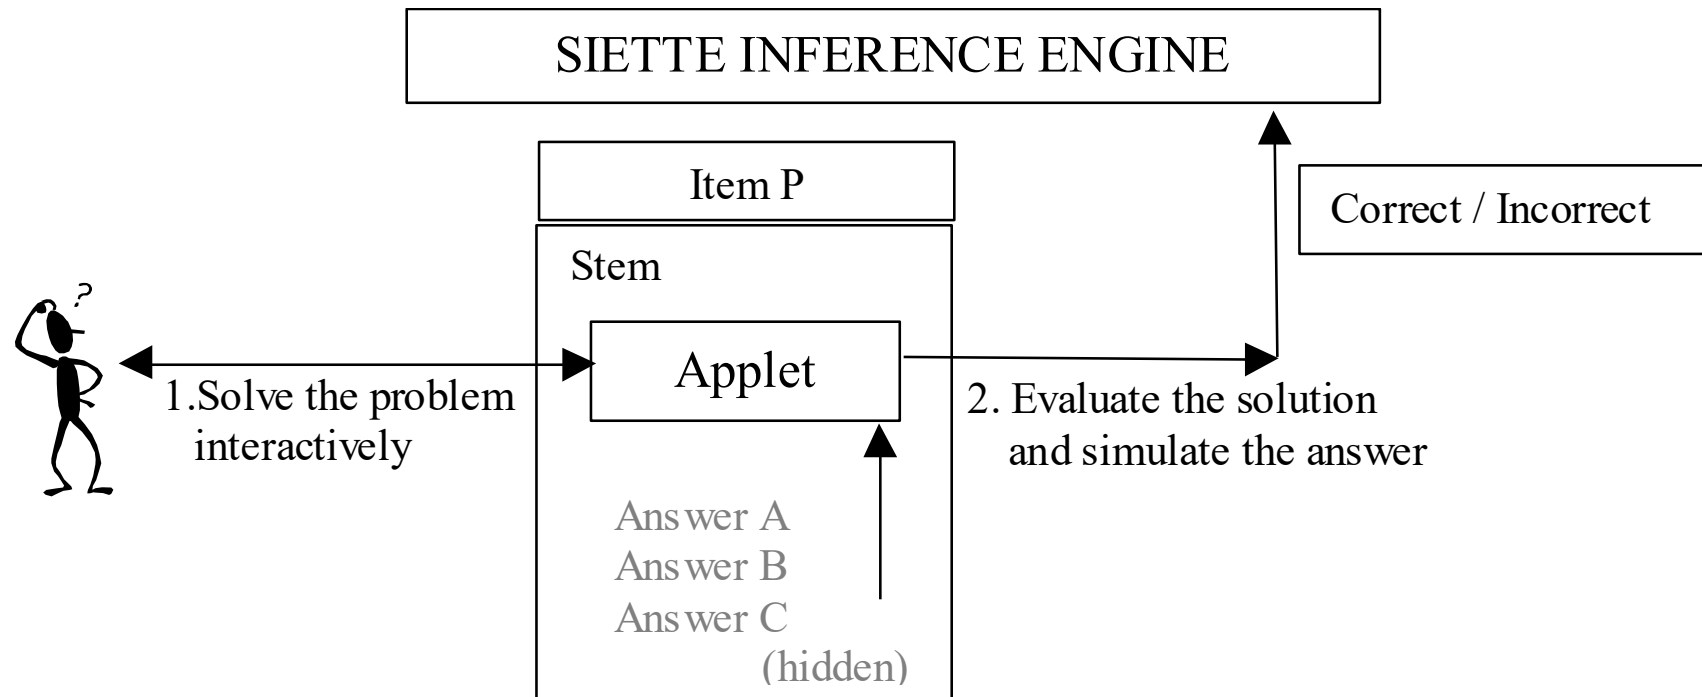 SIETTE INFERENCE ENGINE
Item P
Correct / Incorrect
Stem
?
Applet
1.Solve the problem
interactively
2. Evaluate the solution
and simulate the answer
Answer A
Answer B
Answer C
(hidden)